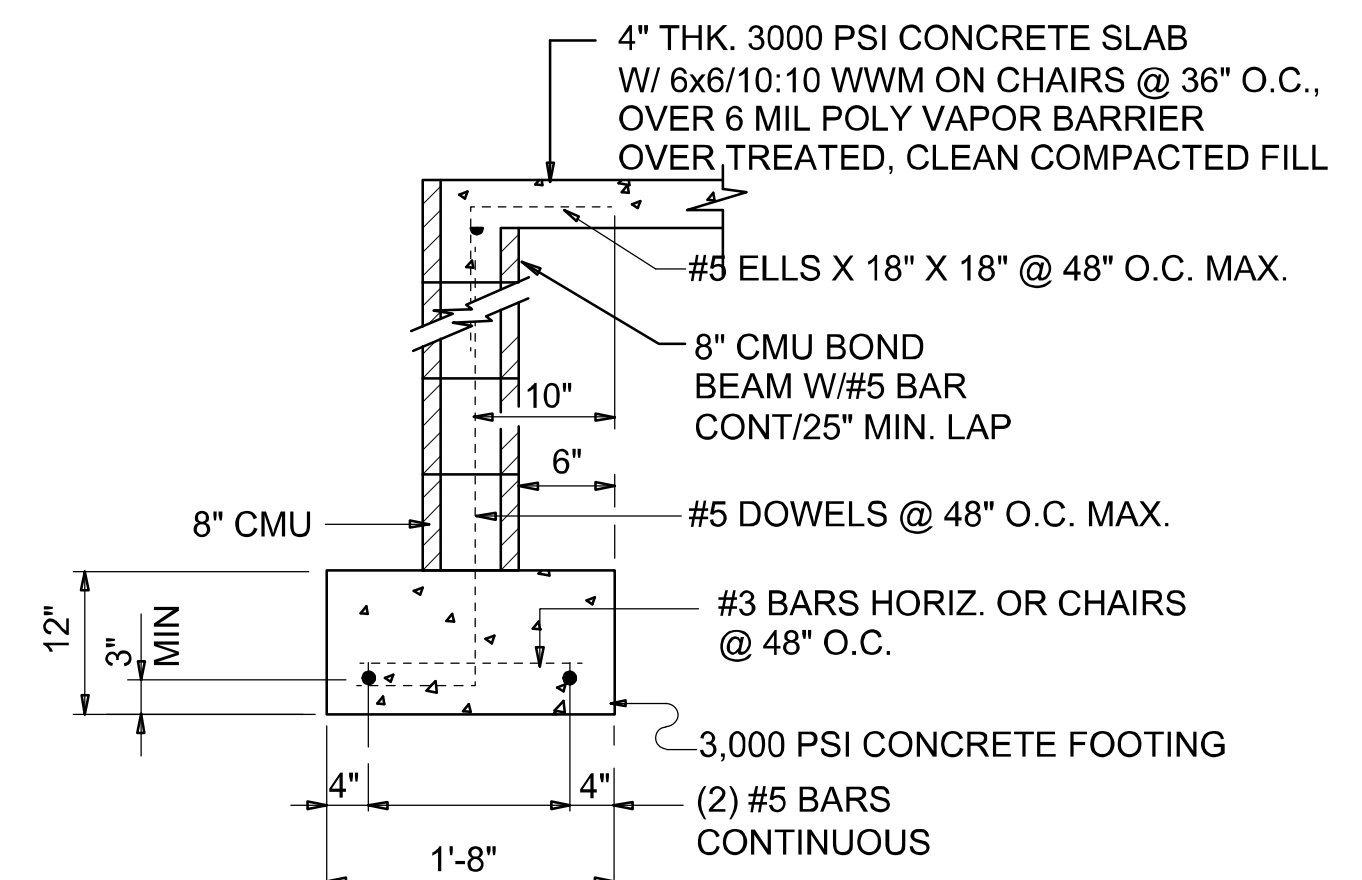 4" THK. 3000 PSI CONCRETE SLAB
W/ 6x6/10:10 WWM ON CHAIRS @ 36" O.C.,
OVER 6 MIL POLY VAPOR BARRIER
OVER TREATED, CLEAN COMPACTED FILL
#5 ELLS X 18" X 18" @ 48" O.C. MAX.
8" CMU BOND
BEAM W/#5 BAR
CONT/25" MIN. LAP
10"
6"
8" CMU
#5 DOWELS @ 48" O.C. MAX.
12"
3"
MIN
#3 BARS HORIZ. OR CHAIRS
@ 48" O.C.
3,000 PSI CONCRETE FOOTING
4"
4"
(2) #5 BARS
CONTINUOUS
1'-8"